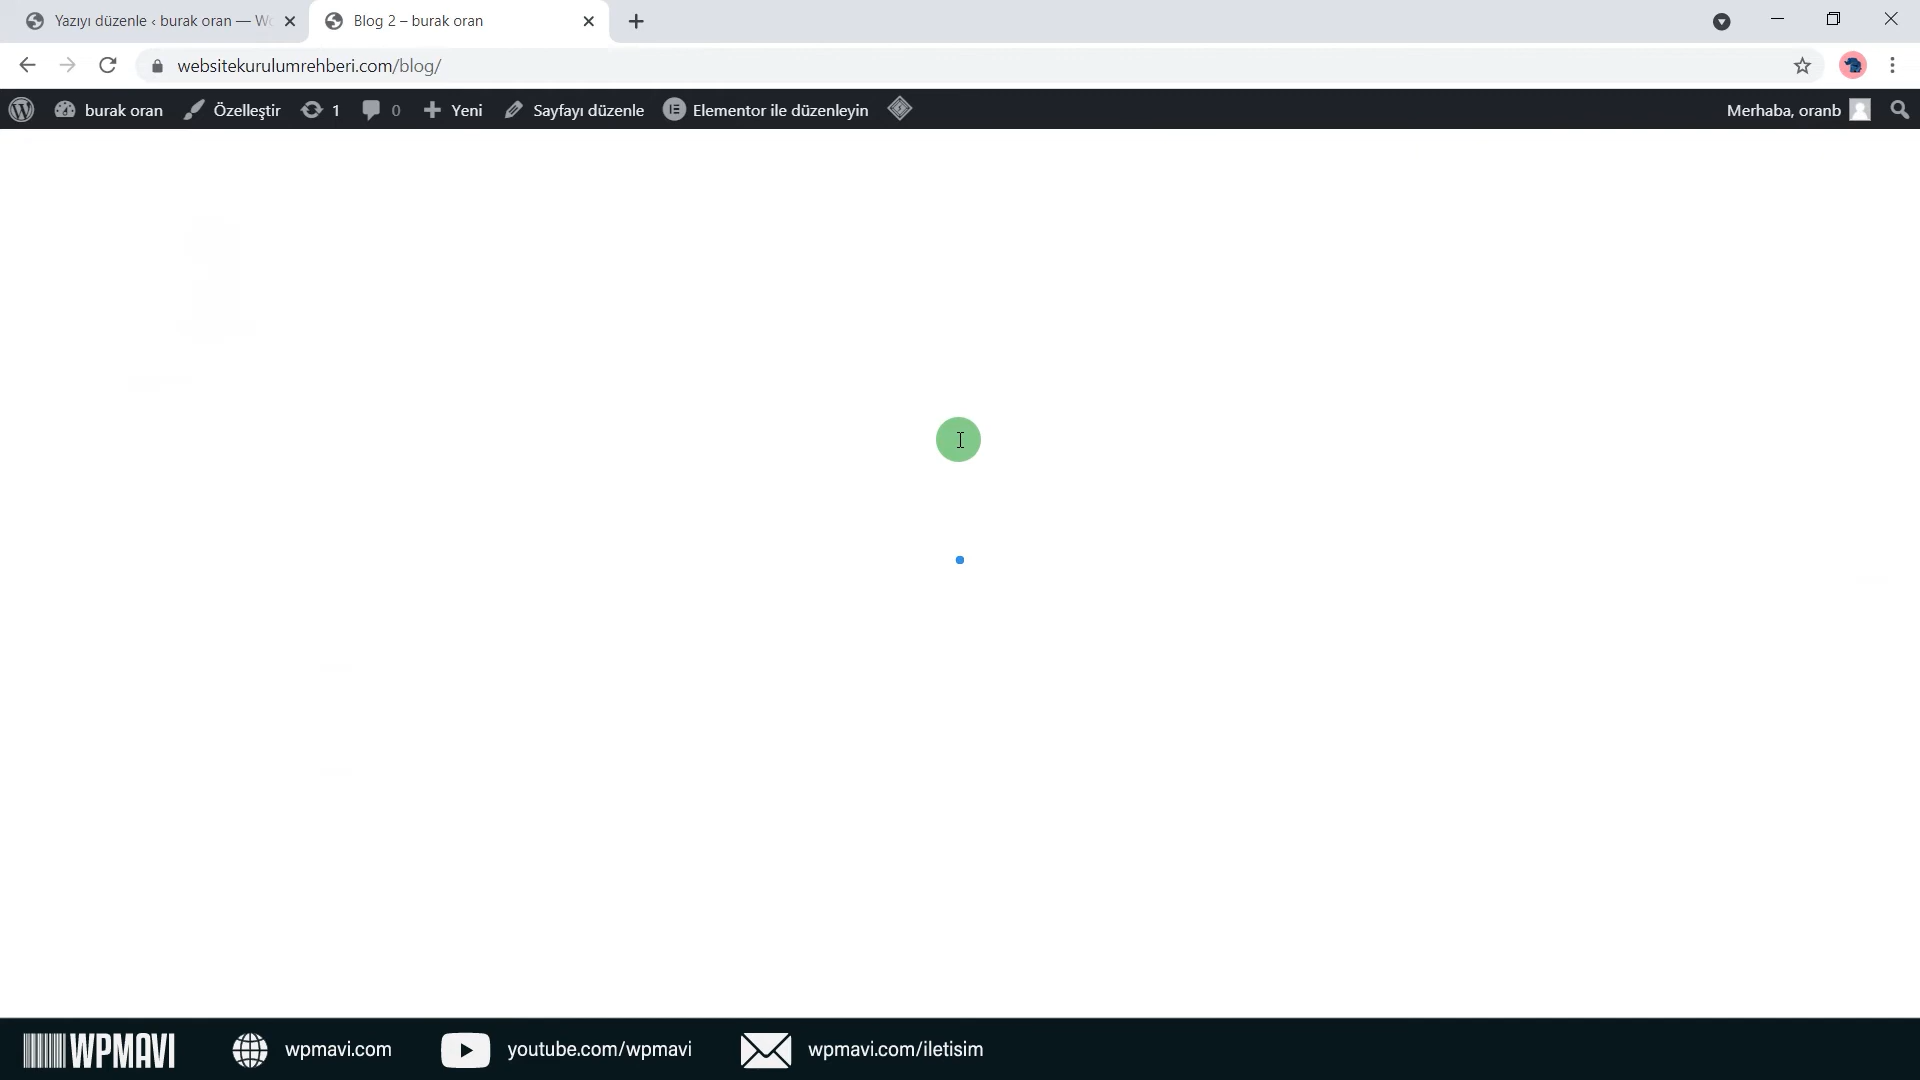 Yazıyı düzenle ‹ burak oran — Wo
Blog 2 – burak oran
websitekurulumrehberi.com/blog/
burak oran Özelleştir 1 0 Yeni Sayfayı düzenle Elementor ile düzenleyin Merhaba, oranb
WPMAVI wpmavi.com youtube.com/wpmavi wpmavi.com/iletisim